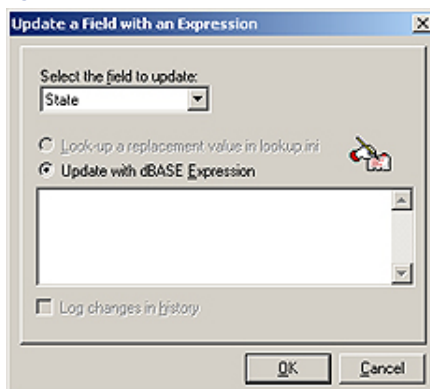 Update a Field with an Expression
Select the field to update:
State
Look-up a replacement value in lookup.ini
Update with dBASE Expression
Log changes in history
OK
Cancel